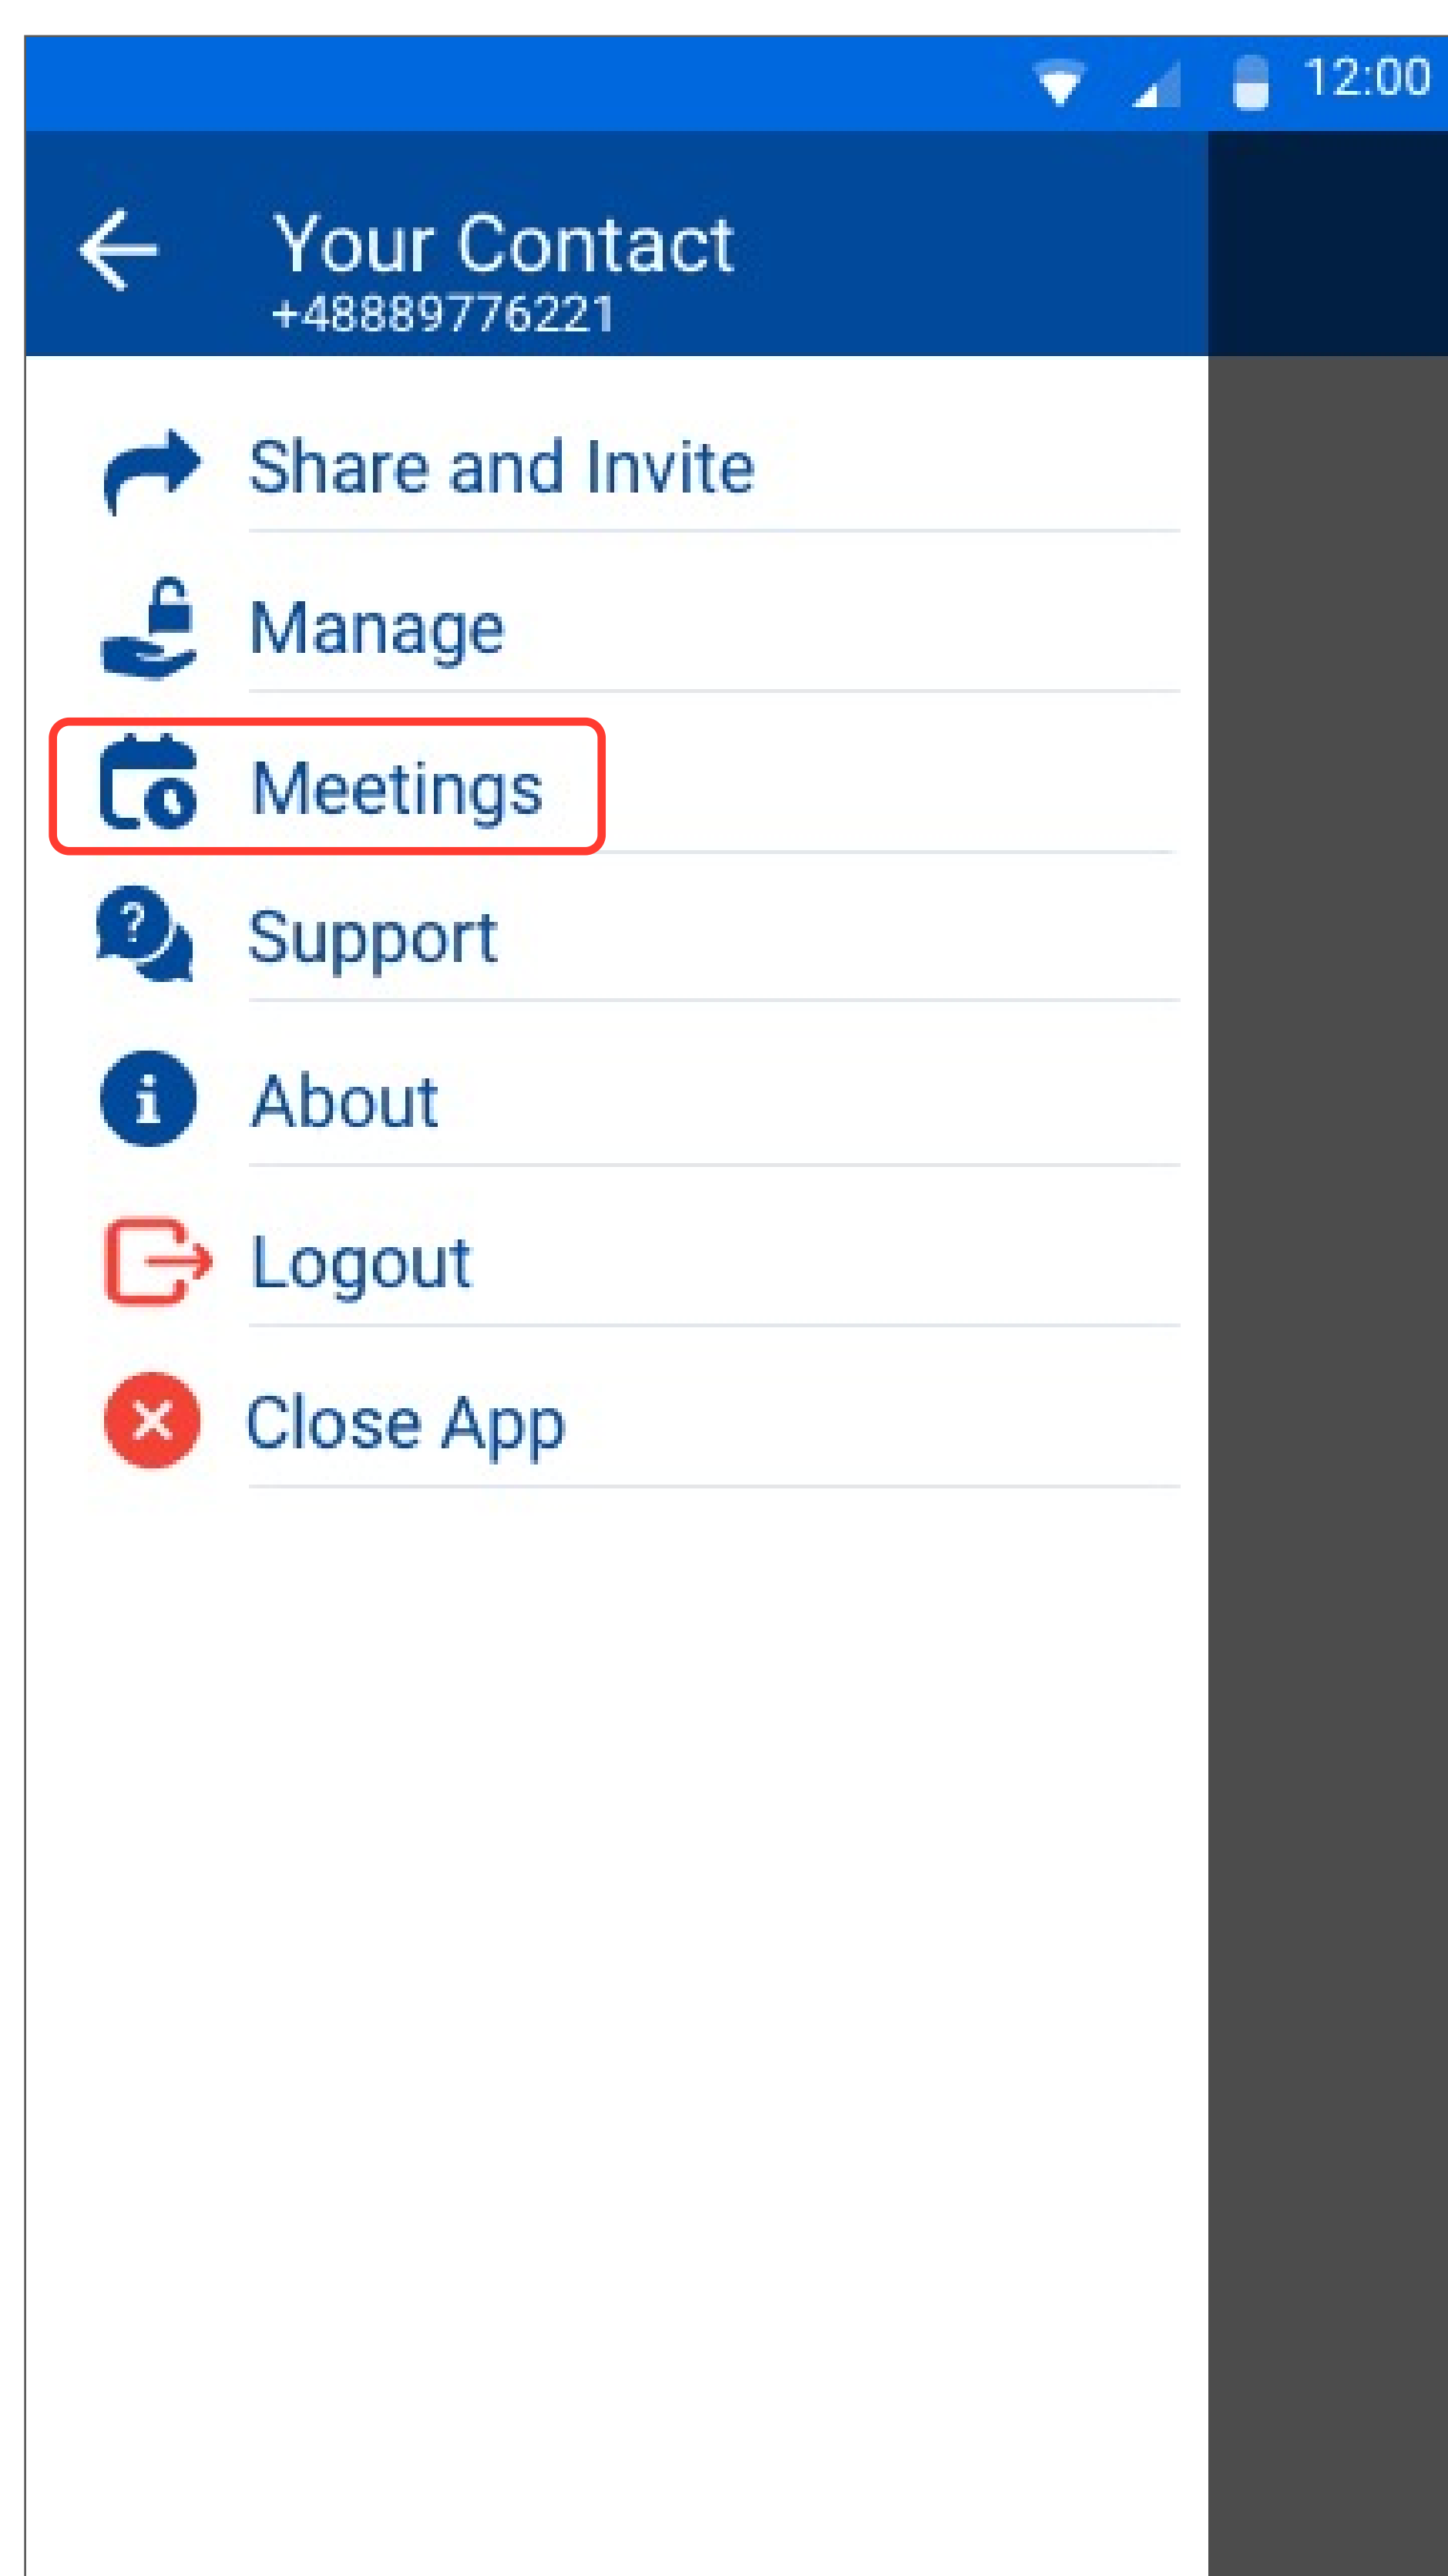 12:00
Your Contact
+48889776221
Share and Invite
Manage
Meetings
Support
About
Logout
Close App